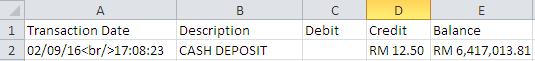 A B C D E
1 Transaction Date Description Debit Credit Balance
2 02/09/16<br/>17:08:23 CASH DEPOSIT RM 12.50 RM 6,417,013.81